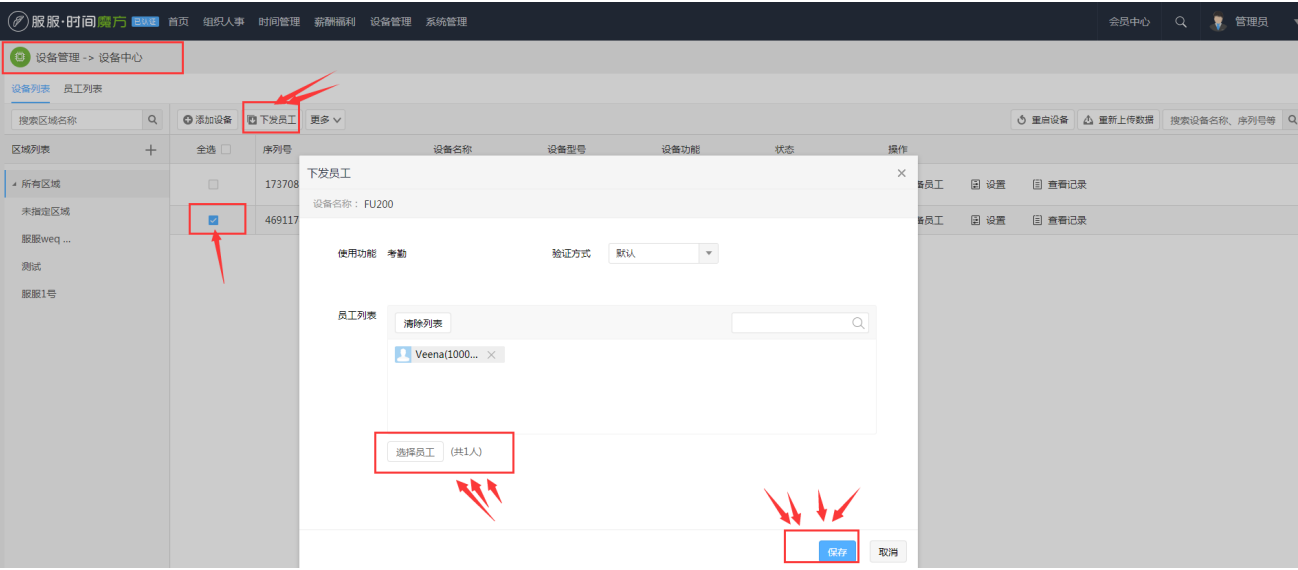 服服·时间魔方 已认证 首页 组织人事 时间管理 薪酬福利 设备管理 系统管理 会员中心 管理员
设备管理 -> 设备中心
设备列表 员工列表
搜索区域名称 添加设备 下发员工 更多 重启设备 重新上传数据 搜索设备名称、序列号等
区域列表 + 全选 序列号 设备名称 设备型号 设备功能 状态 操作
所有区域 173708 员工 设置 查看记录
未指定区域 469117 员工 设置 查看记录
服服weq ...
测试
服服1号
下发员工
设备名称： FU200
使用功能 考勤 验证方式 默认
员工列表 清除列表
Veena(1000...
选择员工 (共1人)
保存 取消